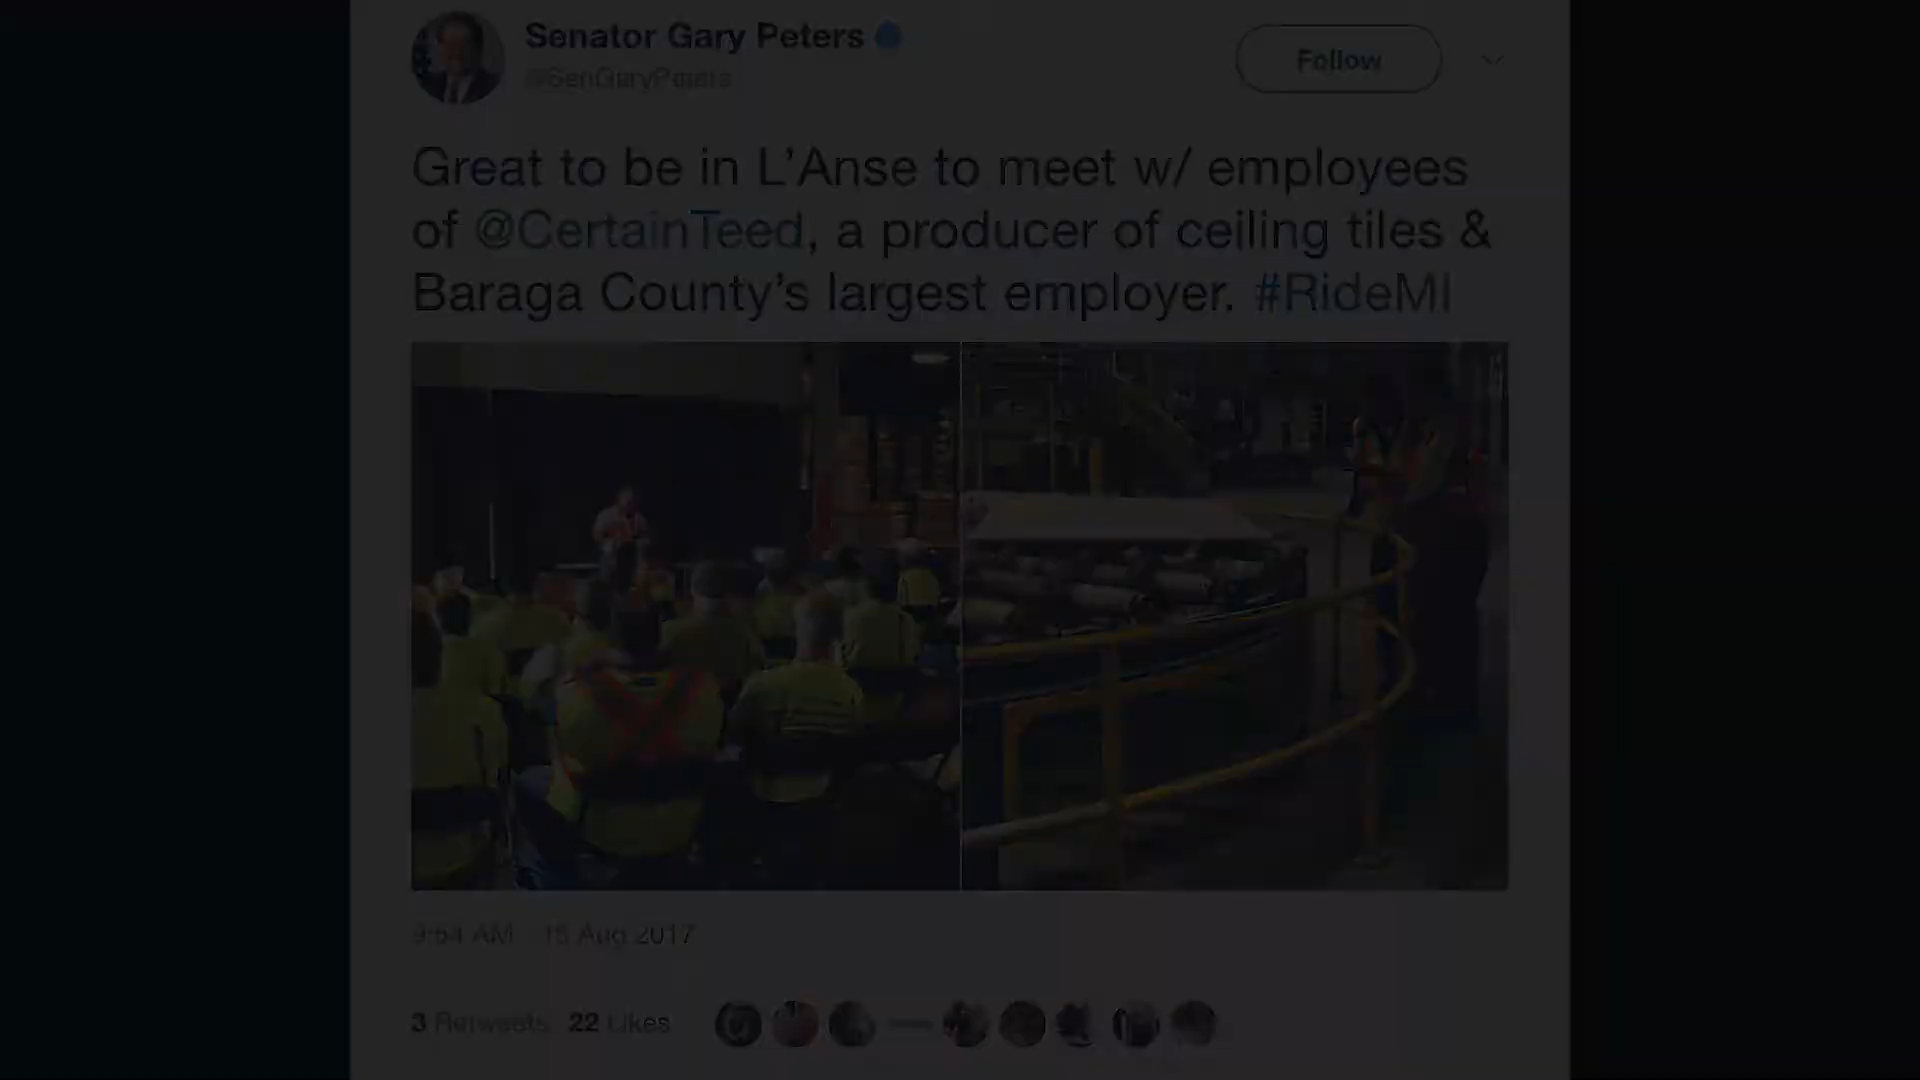 Senator Gary Peters
@SenGaryPeters
Follow
Great to be in L’Anse to meet w/ employees
of @CertainTeed, a producer of ceiling tiles &
Baraga County’s largest employer. #RideMI
9:54 AM - 15 Aug 2017
3 Retweets 22 Likes